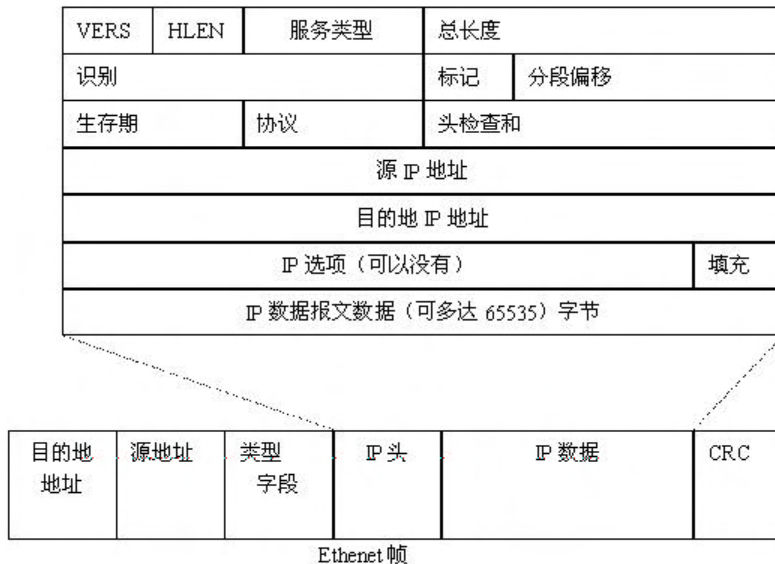 VERS HLEN 服务类型 总长度
识别 标记 分段偏移
生存期 协议 头检查和
源 IP 地址
目的地 IP 地址
IP 选项（可以没有） 填充
IP 数据报文数据（可多达 65535）字节
目的地 源地址 类型 IP 头 IP 数据 CRC
地址 字段
Ethenet 帧